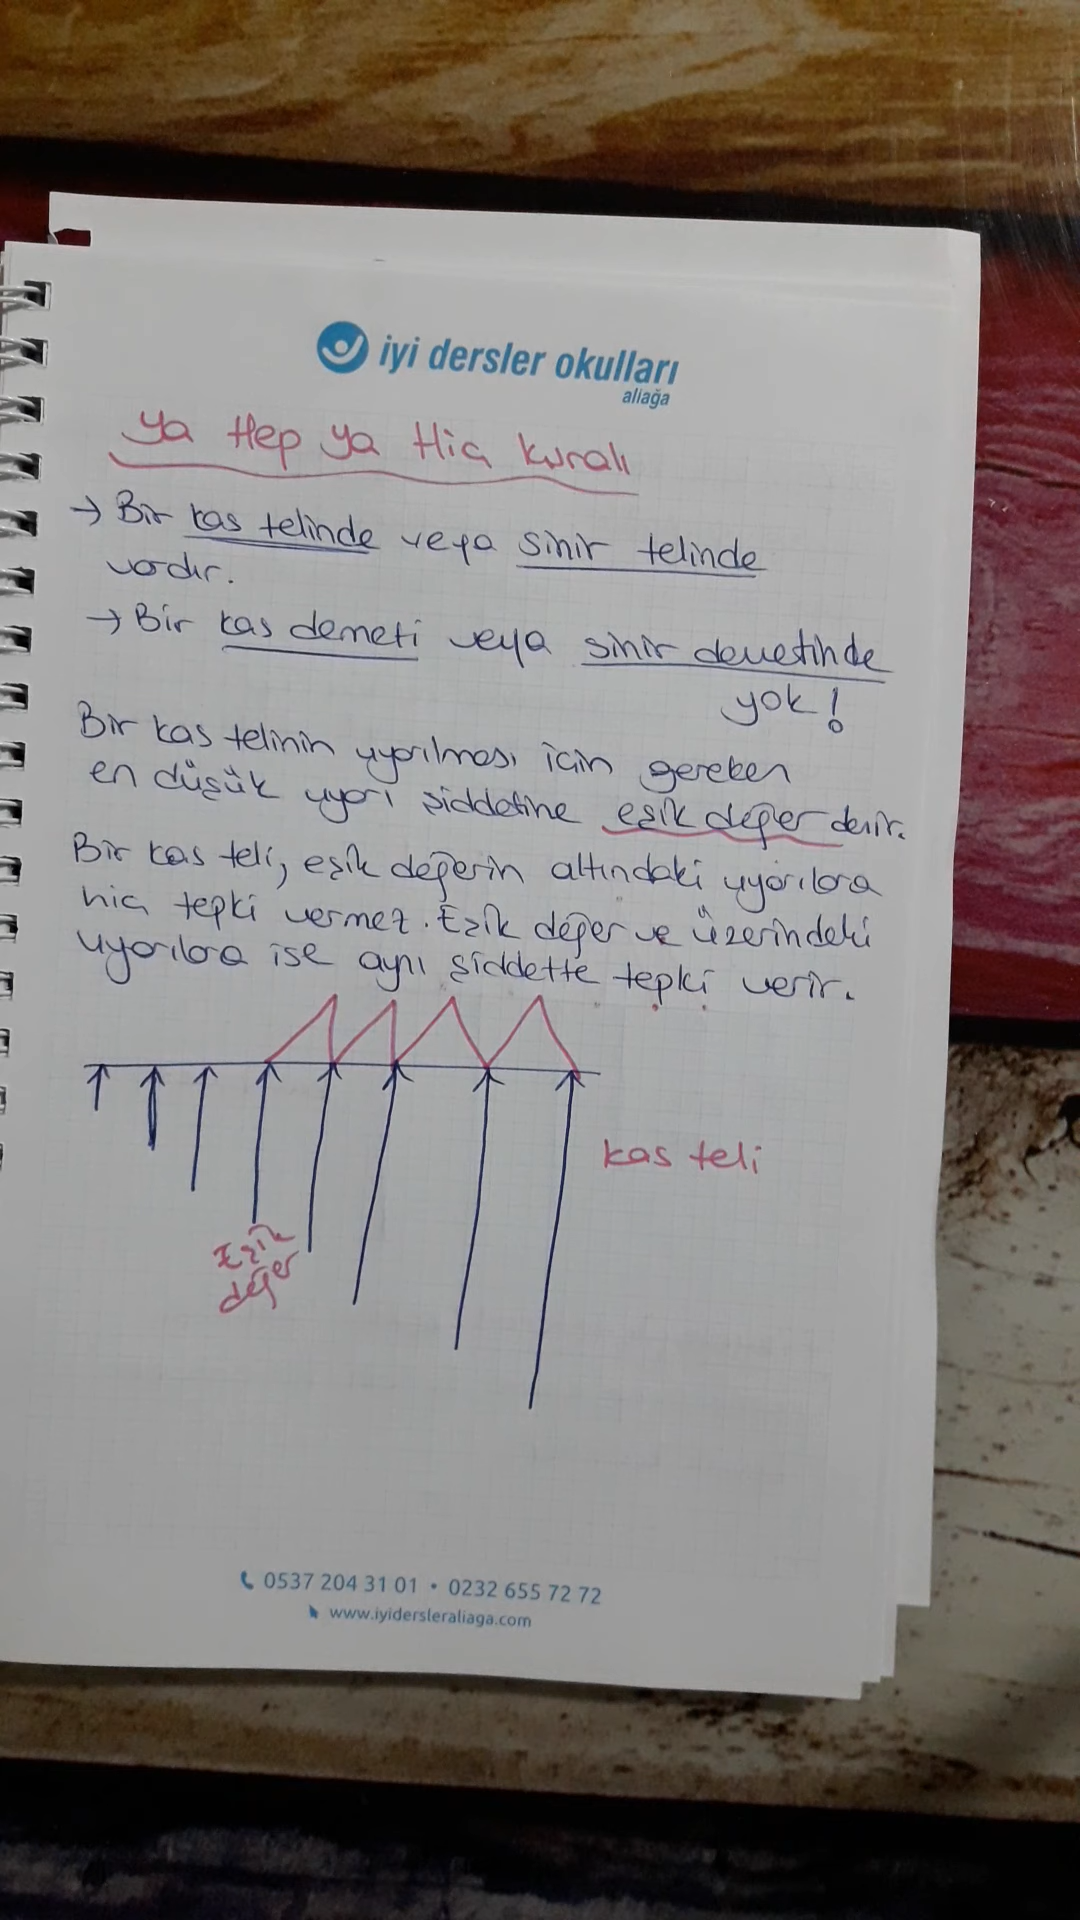 iyi dersler okulları
aliağa
Ya Hep ya Hiç kuralı
→ Bir kas telinde veya sinir telinde
vardır.
→ Bir kas demeti veya sinir demetinde
yok!
Bir kas telinin uyarılması için gereken
en düşük uyarı şiddetine eşik değer denir.
Bir kas teli, eşik değerin altındaki uyarılara
hiç tepki vermez. Eşik değer ve üzerindeki
uyarılara ise aynı şiddette tepki verir.
kas teli
Eşik
değer
0537 204 31 01 • 0232 655 72 72
www.iyidersleraliaga.com